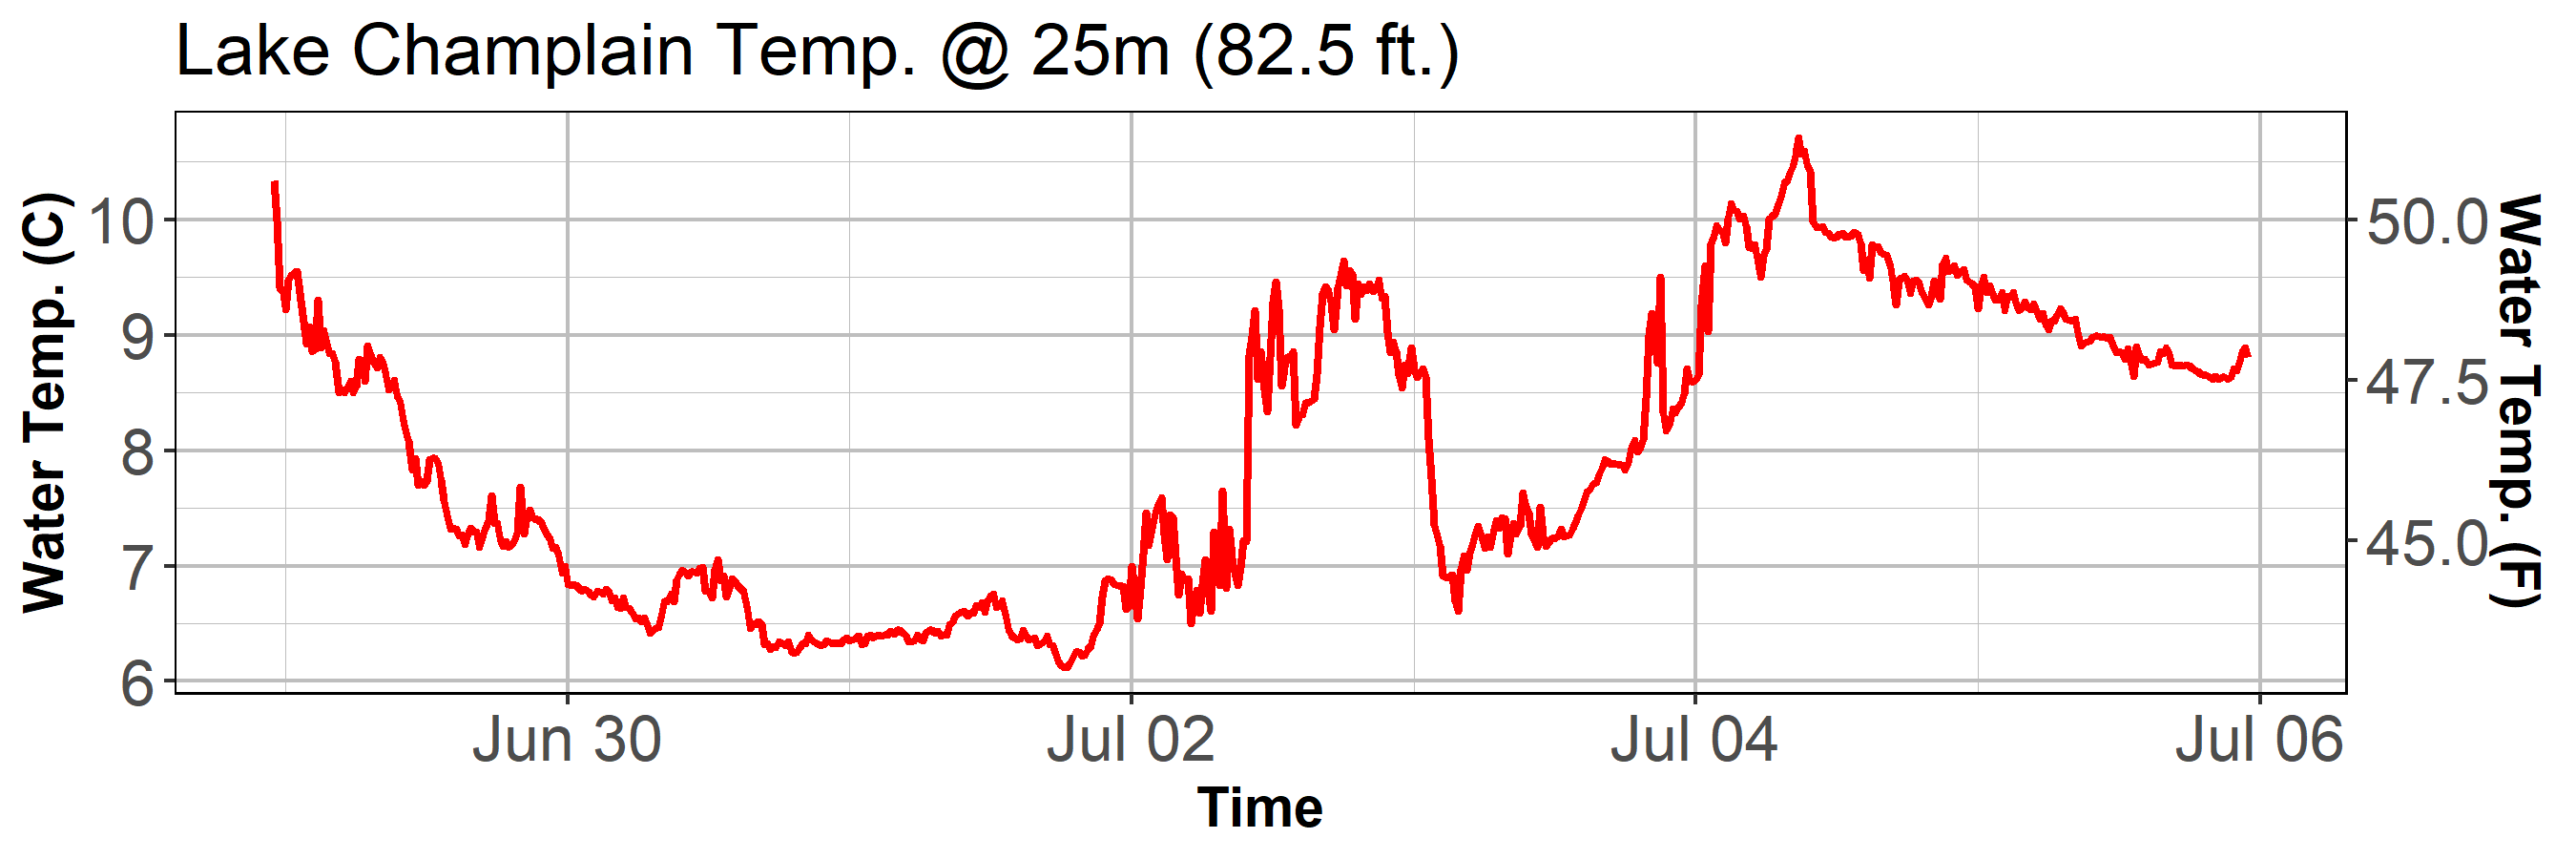 Lake Champlain Temp. @ 25m (82.5 ft.)
Water Temp. (C)
10
9
8
7
6
50.0
47.5
45.0
Water Temp. (F)
Jun 30
Jul 02
Jul 04
Jul 06
Time